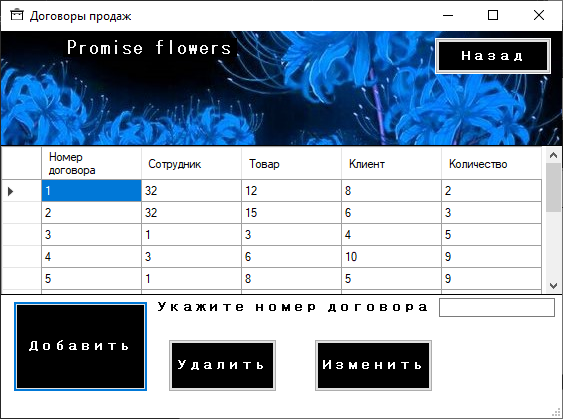 Договоры продаж
Promise flowers
Назад
Номер договора Сотрудник Товар Клиент Количество
1 32 12 8 2
2 32 15 6 3
3 1 3 4 5
4 3 6 10 9
5 1 8 5 9
Укажите номер договора
Добавить
Удалить
Изменить